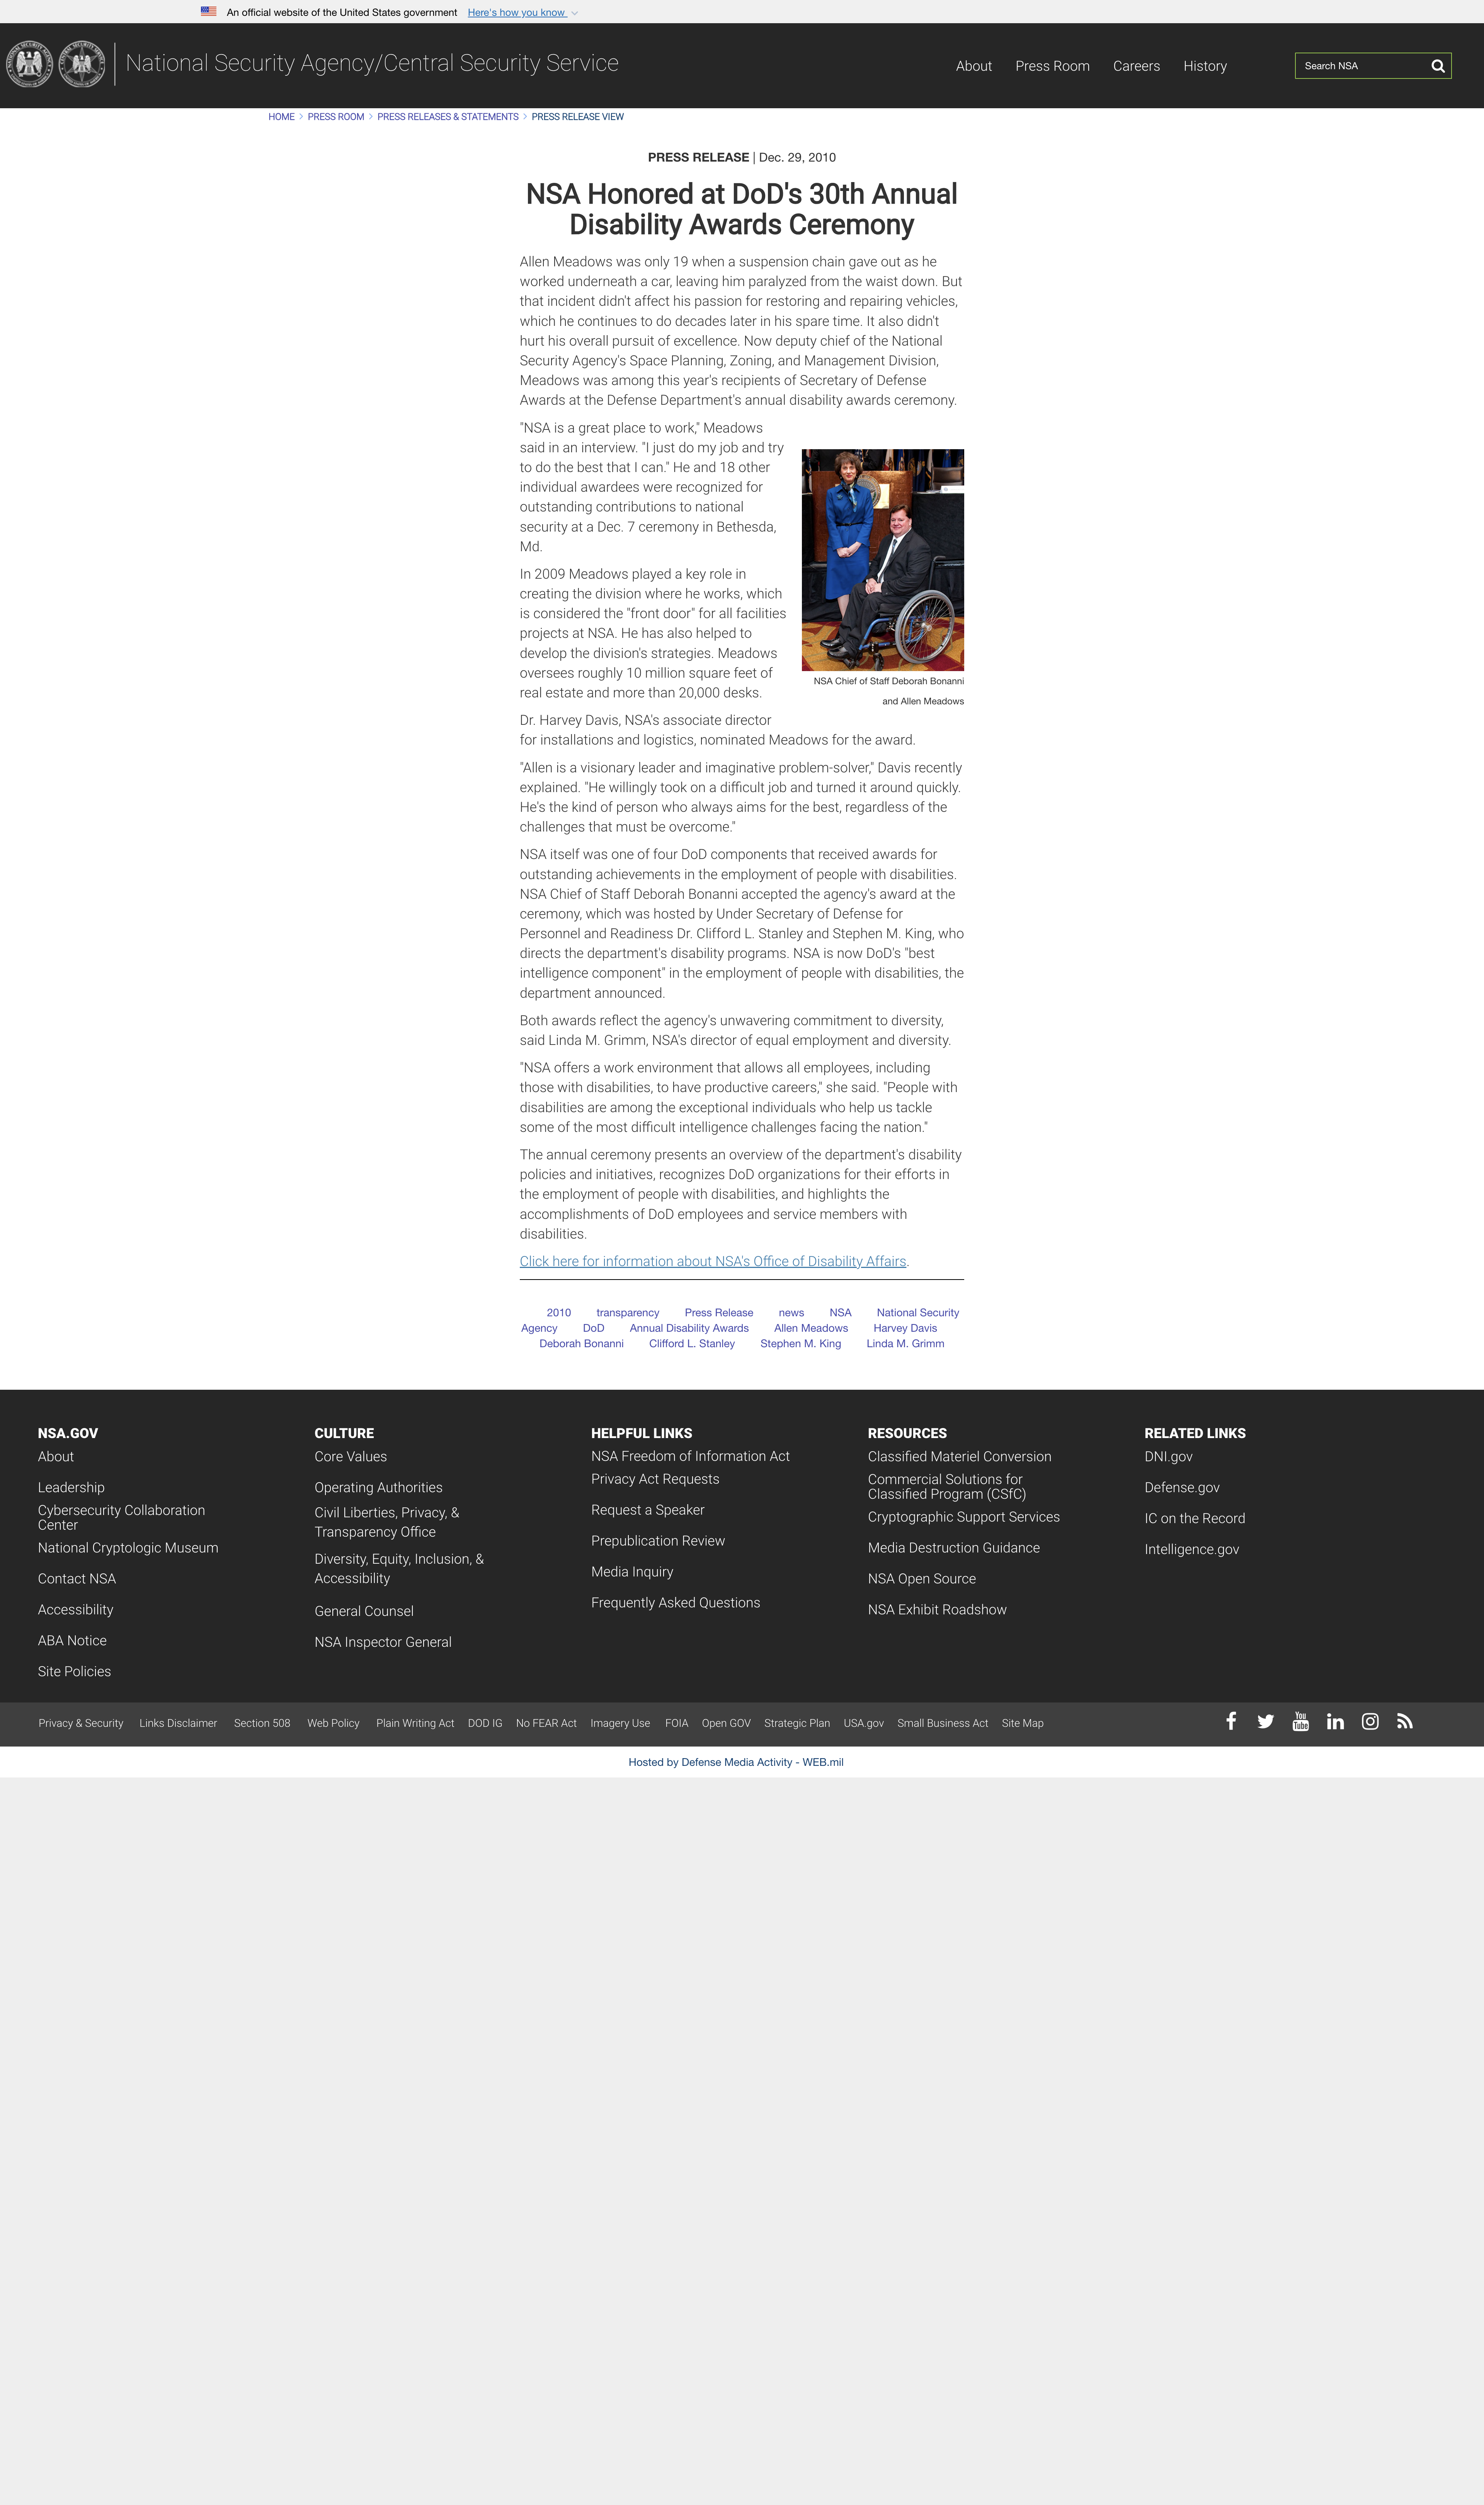 An official website of the United States government Here's how you know
National Security Agency/Central Security Service
About Press Room Careers History
Search NSA
HOME > PRESS ROOM > PRESS RELEASES & STATEMENTS > PRESS RELEASE VIEW
PRESS RELEASE | Dec. 29, 2010
NSA Honored at DoD's 30th Annual
Disability Awards Ceremony
Allen Meadows was only 19 when a suspension chain gave out as he
worked underneath a car, leaving him paralyzed from the waist down. But
that incident didn't affect his passion for restoring and repairing vehicles,
which he continues to do decades later in his spare time. It also didn't
hurt his overall pursuit of excellence. Now deputy chief of the National
Security Agency's Space Planning, Zoning, and Management Division,
Meadows was among this year's recipients of Secretary of Defense
Awards at the Defense Department's annual disability awards ceremony.
"NSA is a great place to work," Meadows
said in an interview. "I just do my job and try
to do the best that I can." He and 18 other
individual awardees were recognized for
outstanding contributions to national
security at a Dec. 7 ceremony in Bethesda,
Md.
In 2009 Meadows played a key role in
creating the division where he works, which
is considered the "front door" for all facilities
projects at NSA. He has also helped to
develop the division's strategies. Meadows
oversees roughly 10 million square feet of
real estate and more than 20,000 desks.
NSA Chief of Staff Deborah Bonanni
and Allen Meadows
Dr. Harvey Davis, NSA's associate director
for installations and logistics, nominated Meadows for the award.
"Allen is a visionary leader and imaginative problem-solver," Davis recently
explained. "He willingly took on a difficult job and turned it around quickly.
He's the kind of person who always aims for the best, regardless of the
challenges that must be overcome."
NSA itself was one of four DoD components that received awards for
outstanding achievements in the employment of people with disabilities.
NSA Chief of Staff Deborah Bonanni accepted the agency's award at the
ceremony, which was hosted by Under Secretary of Defense for
Personnel and Readiness Dr. Clifford L. Stanley and Stephen M. King, who
directs the department's disability programs. NSA is now DoD's "best
intelligence component" in the employment of people with disabilities, the
department announced.
Both awards reflect the agency's unwavering commitment to diversity,
said Linda M. Grimm, NSA's director of equal employment and diversity.
"NSA offers a work environment that allows all employees, including
those with disabilities, to have productive careers," she said. "People with
disabilities are among the exceptional individuals who help us tackle
some of the most difficult intelligence challenges facing the nation."
The annual ceremony presents an overview of the department's disability
policies and initiatives, recognizes DoD organizations for their efforts in
the employment of people with disabilities, and highlights the
accomplishments of DoD employees and service members with
disabilities.
Click here for information about NSA's Office of Disability Affairs.
2010 transparency Press Release news NSA National Security
Agency DoD Annual Disability Awards Allen Meadows Harvey Davis
Deborah Bonanni Clifford L. Stanley Stephen M. King Linda M. Grimm
NSA.GOV
About
Leadership
Cybersecurity Collaboration
Center
National Cryptologic Museum
Contact NSA
Accessibility
ABA Notice
Site Policies
CULTURE
Core Values
Operating Authorities
Civil Liberties, Privacy, &
Transparency Office
Diversity, Equity, Inclusion, &
Accessibility
General Counsel
NSA Inspector General
HELPFUL LINKS
NSA Freedom of Information Act
Privacy Act Requests
Request a Speaker
Prepublication Review
Media Inquiry
Frequently Asked Questions
RESOURCES
Classified Materiel Conversion
Commercial Solutions for
Classified Program (CSfC)
Cryptographic Support Services
Media Destruction Guidance
NSA Open Source
NSA Exhibit Roadshow
RELATED LINKS
DNI.gov
Defense.gov
IC on the Record
Intelligence.gov
Privacy & Security Links Disclaimer Section 508 Web Policy Plain Writing Act DOD IG No FEAR Act Imagery Use FOIA Open GOV Strategic Plan USA.gov Small Business Act Site Map
Hosted by Defense Media Activity - WEB.mil